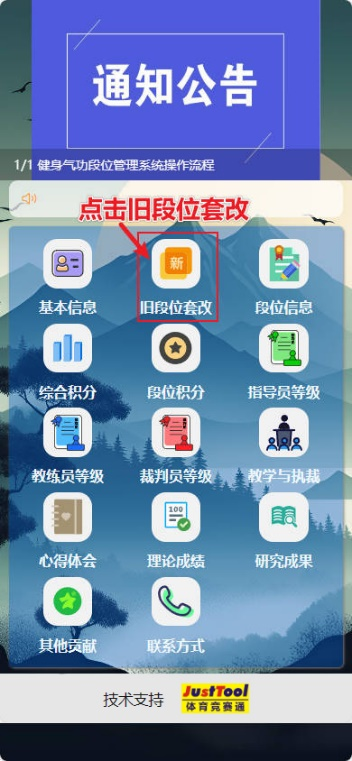 通知公告
1/1 健身气功段位管理系统操作流程
点击旧段位套改
新
基本信息
旧段位套改
段位信息
综合积分
段位积分
指导员等级
教练员等级
裁判员等级
教学与执裁
100
心得体会
理论成绩
研究成果
其他贡献
联系方式
技术支持
JustTool
体育竞赛通